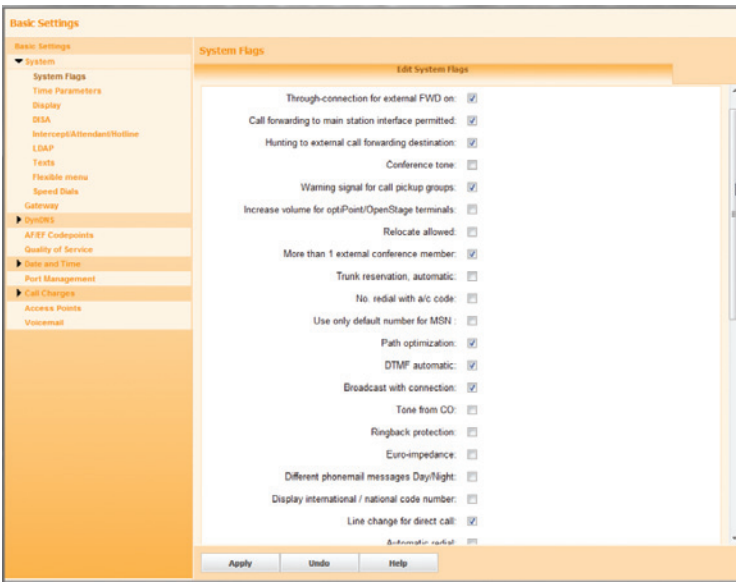 Basic Settings
Basic Settings
System
System Flags
Time Parameters
Display
DISA
Intercept/Attendant/Hotline
LDAP
Texts
Flexible menu
Speed Dials
Gateway
DynDNS
AF/EF Codepoints
Quality of Service
Date and Time
Port Management
Call Charges
Access Points
Voicemail
System Flags
Edit System Flags
Through-connection for external FWD on:
Call forwarding to main station interface permitted:
Hunting to external call forwarding destination:
Conference tone:
Warning signal for call pickup groups:
Increase volume for optiPoint/OpenStage terminals:
Relocate allowed:
More than 1 external conference member:
Trunk reservation, automatic:
No. redial with a/c code:
Use only default number for MSN :
Path optimization:
DTMF automatic:
Broadcast with connection:
Tone from CO:
Ringback protection:
Euro-impedance:
Different phonemail messages Day/Night:
Display international / national code number:
Line change for direct call:
Automatic redial:
Apply Undo Help